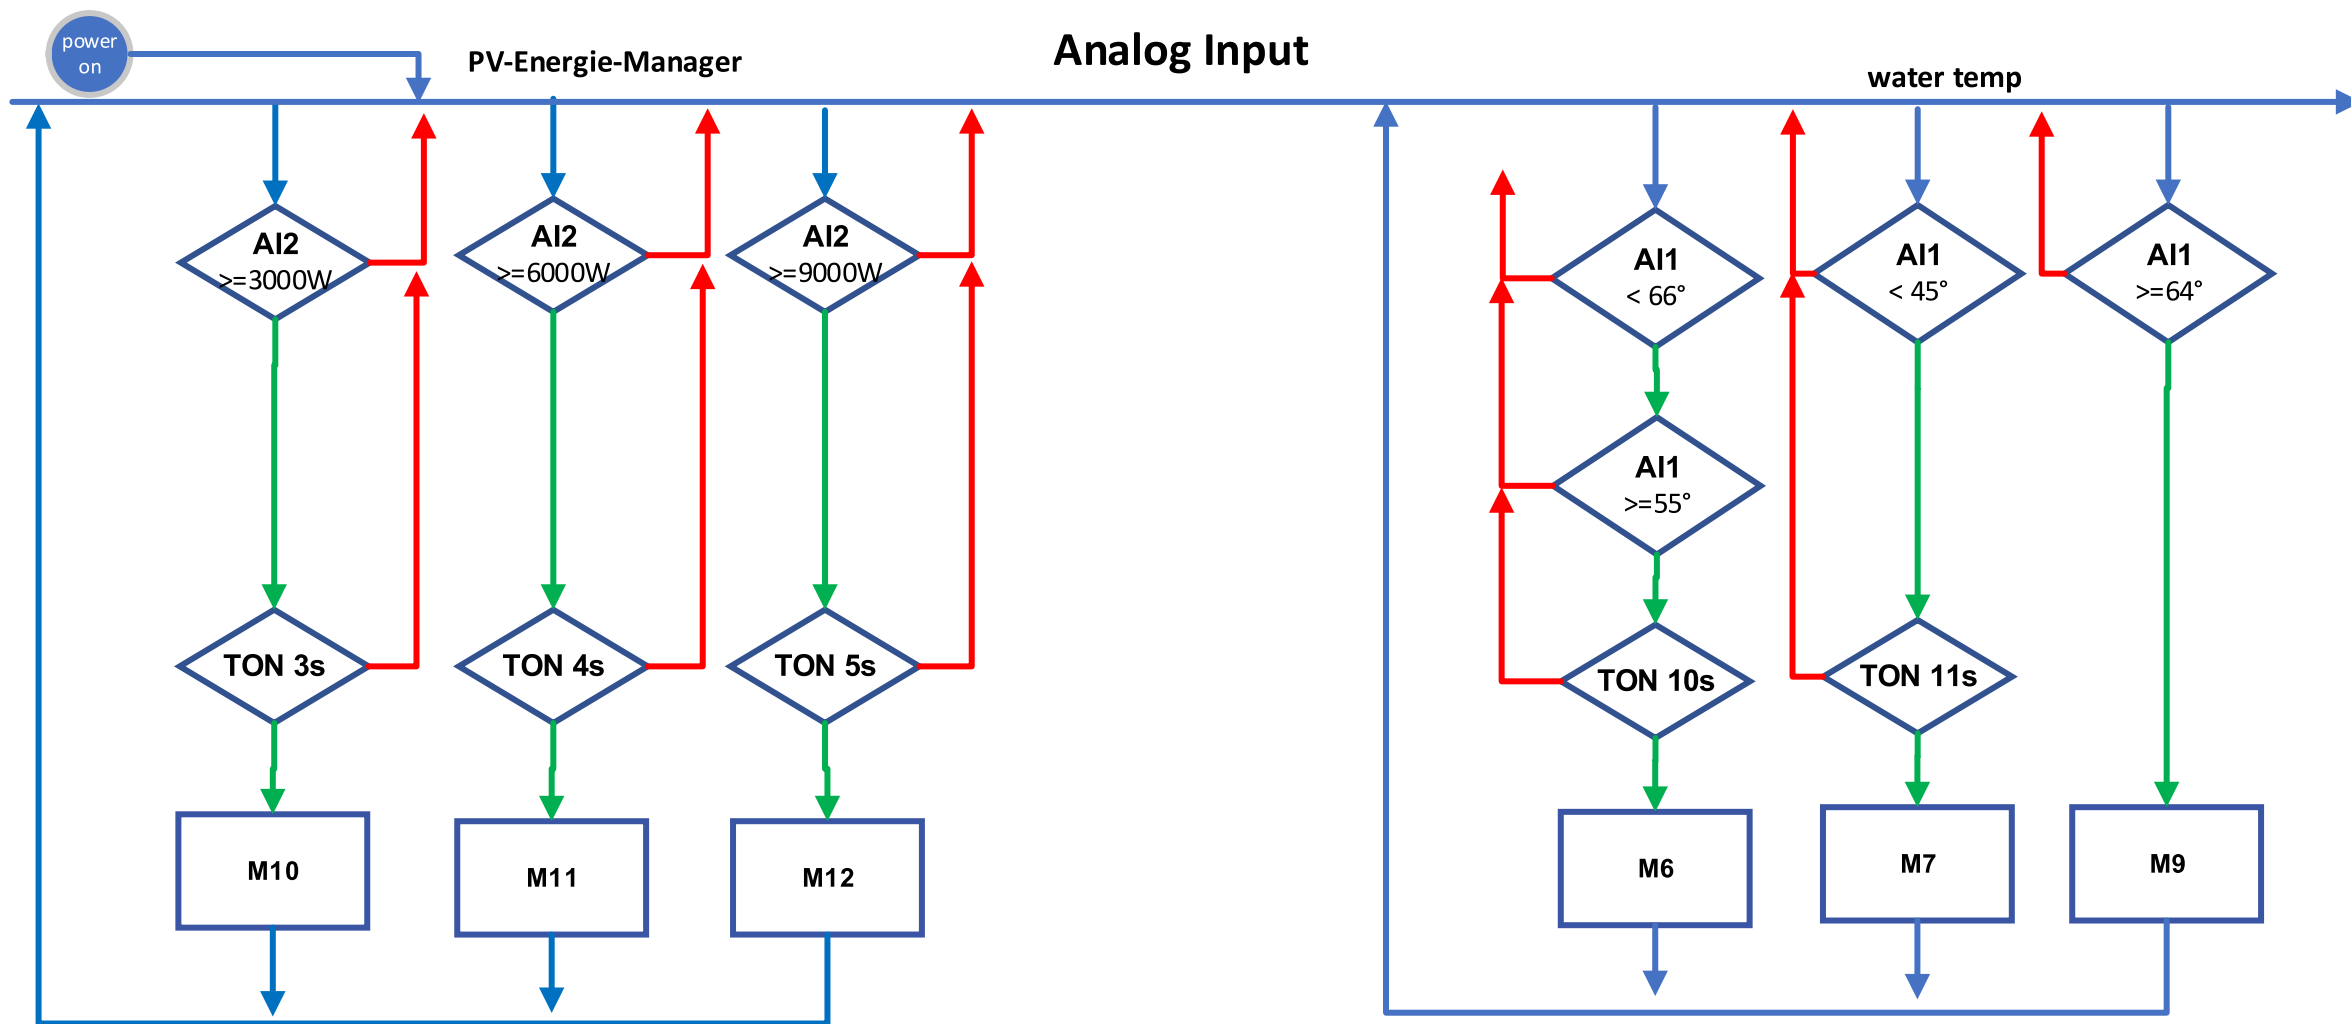 power
on
PV-Energie-Manager
Analog Input
water temp
AI2
>=3000W
AI2
>=6000W
AI2
>=9000W
AI1
< 66°
AI1
< 45°
AI1
>=64°
AI1
>=55°
TON 3s
TON 4s
TON 5s
TON 10s
TON 11s
M10
M11
M12
M6
M7
M9